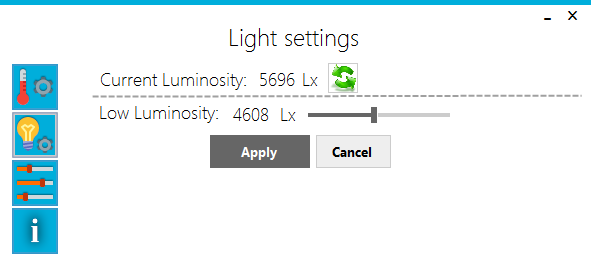 Light settings
Current Luminosity: 5696 Lx
Low Luminosity: 4608 Lx
Apply Cancel
i